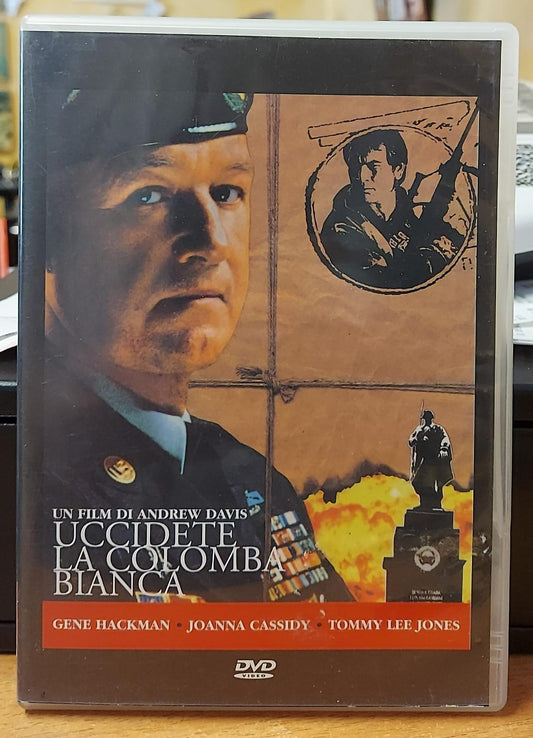 UN FILM DI ANDREW DAVIS
UCCIDETE
LA COLOMBA
BIANCA
GENE HACKMAN • JOANNA CASSIDY • TOMMY LEE JONES
DVD
VIDEO